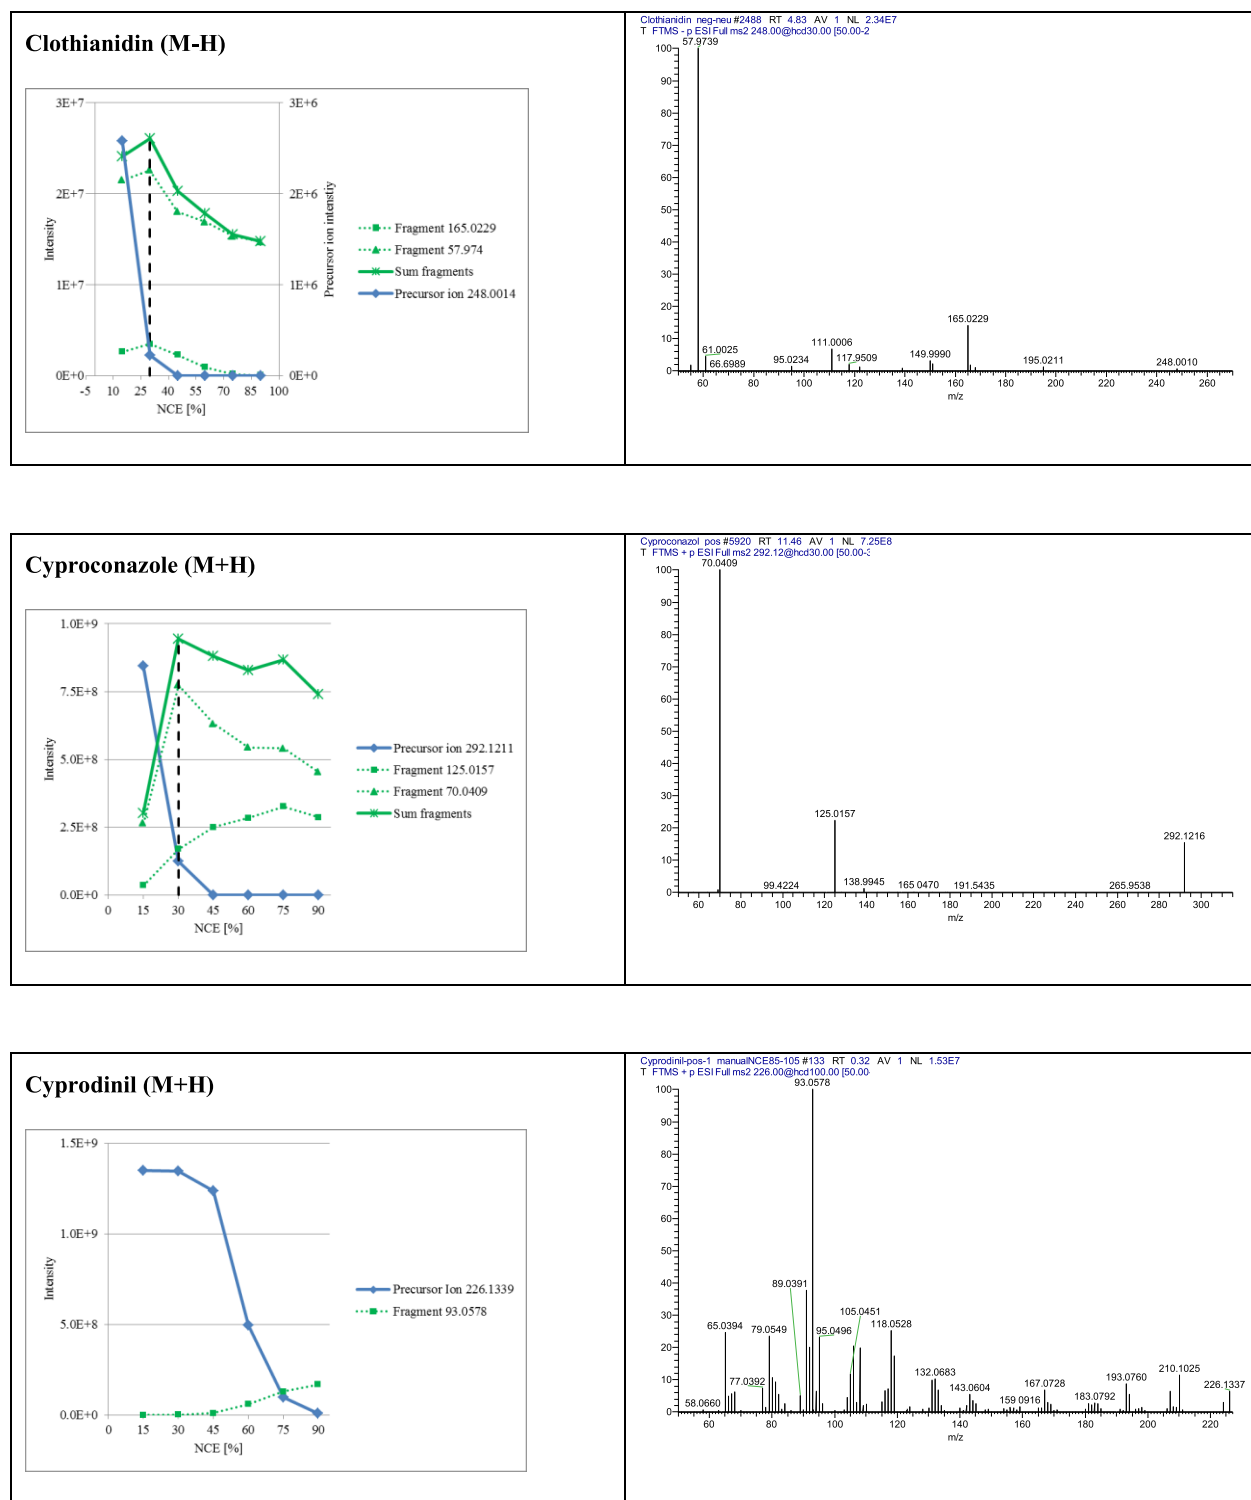 Clothianidin (M-H)
3E+7
2E+7
1E+7
0E+0
3E+6
2E+6
1E+6
0E+0
Intensity
Precursor ion intenstiy
-5 10 25 40 55 70 85 100
NCE [%]
Fragment 165.0229
Fragment 57.974
Sum fragments
Precursor ion 248.0014
Clothianidin neg-neu #2488 RT 4.83 AV 1 NL 2.34E7
T FTMS - p ESI Full ms2 248.00@hcd30.00 [50.00-2
57.9739
100
90
80
70
60
50
40
30
20
10
0
61.0025
66.6989
95.0234
111.0006
117.9509
149.9990
165.0229
195.0211
248.0010
60 80 100 120 140 160 180 200 220 240 260
m/z
Cyproconazole (M+H)
1.0E+9
7.5E+8
5.0E+8
2.5E+8
0.0E+0
Intensity
0 15 30 45 60 75 90
NCE [%]
Precursor ion 292.1211
Fragment 125.0157
Fragment 70.0409
Sum fragments
Cyproconazol pos #5920 RT 11.46 AV 1 NL 7.25E8
T FTMS + p ESI Full ms2 292.12@hcd30.00 [50.00-
70.0409
100
90
80
70
60
50
40
30
20
10
0
99.4224
125.0157
138.9945
165.0470
191.5435
265.9538
292.1216
60 80 100 120 140 160 180 200 220 240 260 280 300
m/z
Cyprodinil (M+H)
1.5E+9
1.0E+9
5.0E+8
0.0E+0
Intensity
0 15 30 45 60 75 90
NCE [%]
Precursor Ion 226.1339
Fragment 93.0578
Cyprodinil-pos-1 manualNCE85-105 #133 RT 0.32 AV 1 NL 1.53E7
T FTMS + p ESI Full ms2 226.00@hcd100.00 [50.00-
93.0578
100
90
80
70
60
50
40
30
20
10
0
58.0660
65.0394
77.0392
79.0549
89.0391
95.0496
105.0451
118.0528
132.0683
143.0604
159.0916
167.0728
183.0792
193.0760
210.1025
226.1337
60 80 100 120 140 160 180 200 220
m/z